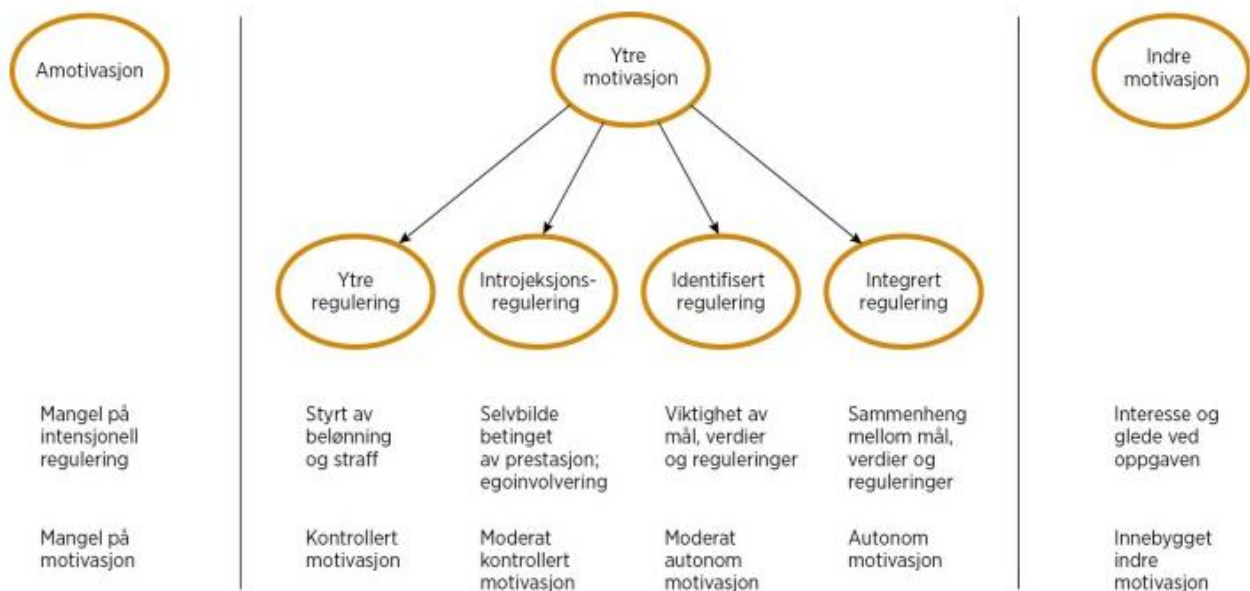 Amotivasjon
Ytre
motivasjon
Indre
motivasjon
Ytre
regulering
Introjeksjons-
regulering
Identifisert
regulering
Integrert
regulering
Mangel på
intensjonell
regulering
Styrt av
belønning
og straff
Selvbilde
betinget
av prestasjon;
egoinvolvering
Viktighet av
mål, verdier
og reguleringer
Sammenheng
mellom mål,
verdier og
reguleringer
Interesse og
glede ved
oppgaven
Mangel på
motivasjon
Kontrollert
motivasjon
Moderat
kontrollert
motivasjon
Moderat
autonom
motivasjon
Autonom
motivasjon
Innebygget
indre
motivasjon